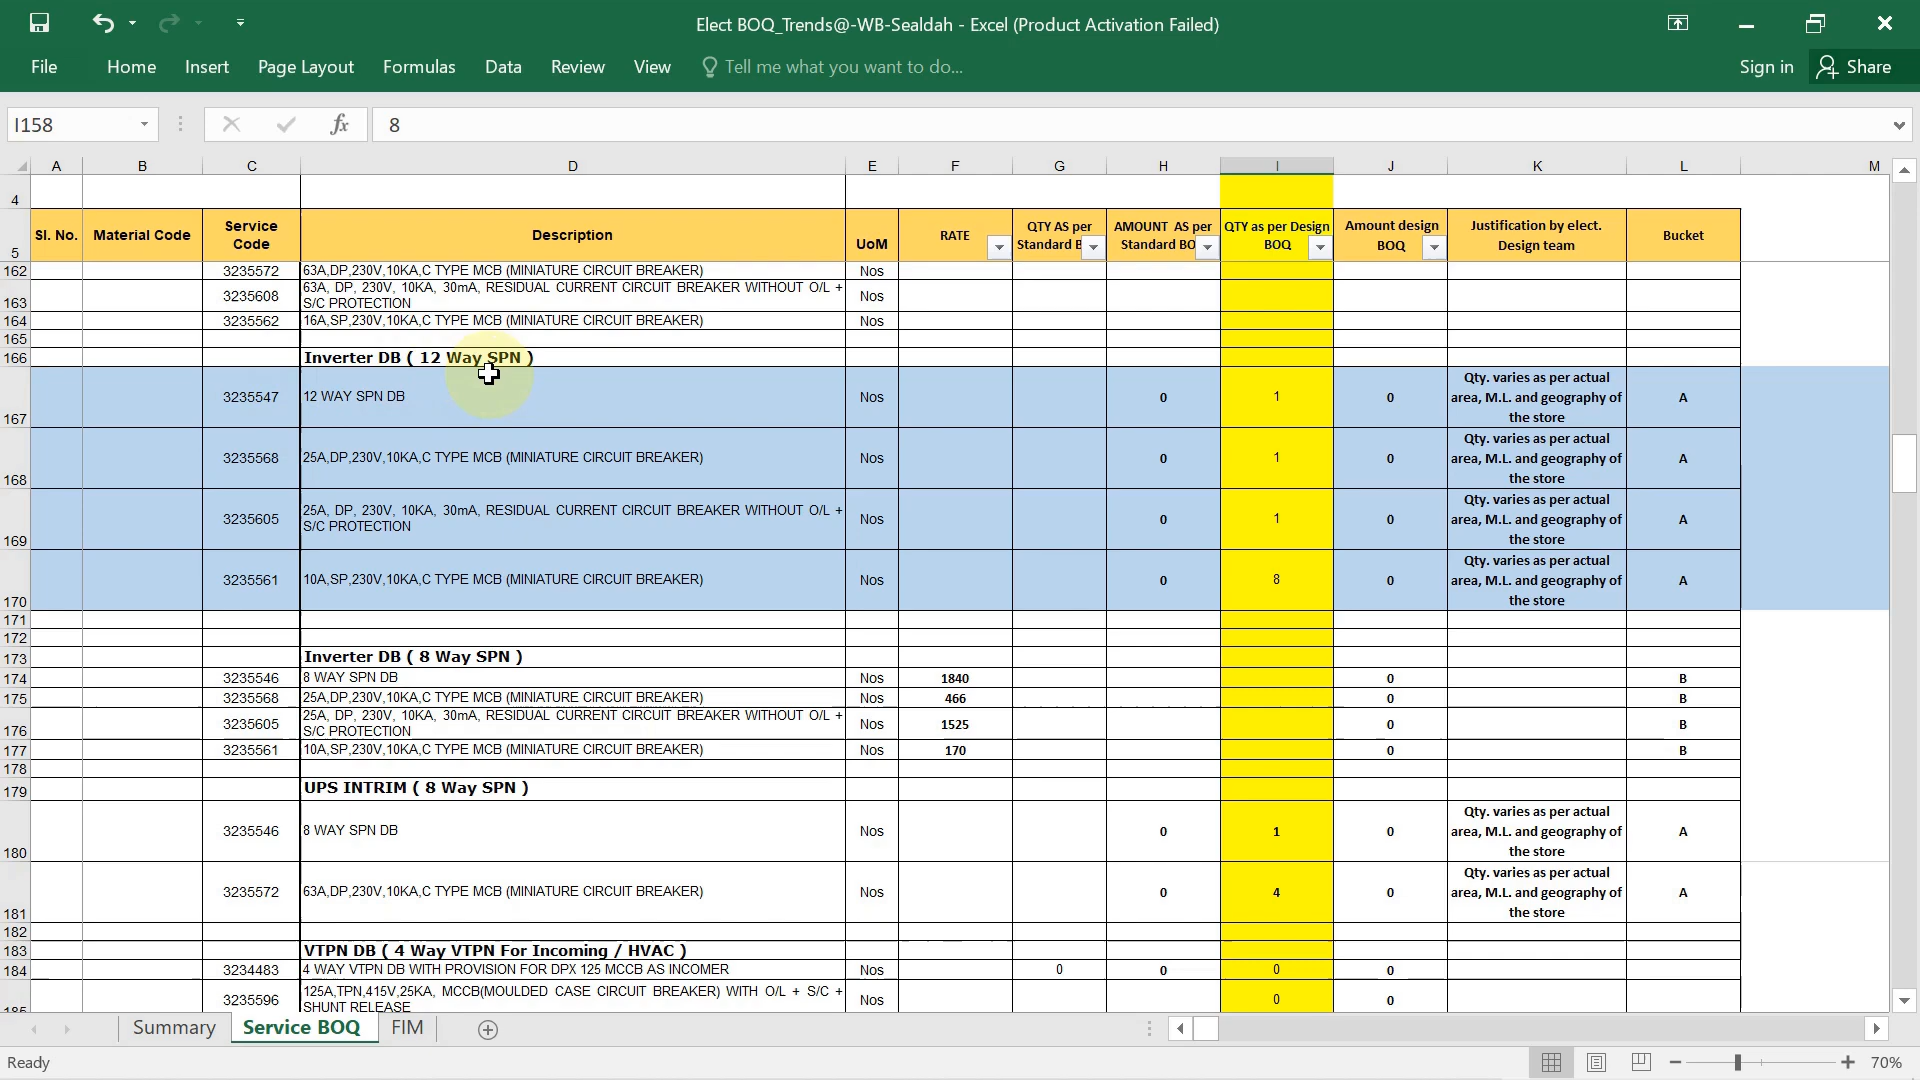 Elect BOQ_Trends@-WB-Sealdah - Excel (Product Activation Failed)
File Home Insert Page Layout Formulas Data Review View Tell me what you want to do... Sign in Share
I158 fx 8
A B C D E F G H I J K L M
4
5 Sl. No. Material Code Service Code Description UoM RATE QTY AS per Standard B AMOUNT AS per Standard BO QTY as per Design BOQ Amount design BOQ Justification by elect. Design team Bucket
162 3235572 63A,DP,230V,10KA,C TYPE MCB (MINIATURE CIRCUIT BREAKER) Nos
163 3235608 63A, DP, 230V, 10KA, 30mA, RESIDUAL CURRENT CIRCUIT BREAKER WITHOUT O/L + S/C PROTECTION Nos
164 3235562 16A,SP,230V,10KA,C TYPE MCB (MINIATURE CIRCUIT BREAKER) Nos
165
166 Inverter DB ( 12 Way SPN )
167 3235547 12 WAY SPN DB Nos 0 1 0 Qty. varies as per actual area, M.L. and geography of the store A
168 3235568 25A,DP,230V,10KA,C TYPE MCB (MINIATURE CIRCUIT BREAKER) Nos 0 1 0 Qty. varies as per actual area, M.L. and geography of the store A
169 3235605 25A, DP, 230V, 10KA, 30mA, RESIDUAL CURRENT CIRCUIT BREAKER WITHOUT O/L + S/C PROTECTION Nos 0 1 0 Qty. varies as per actual area, M.L. and geography of the store A
170 3235561 10A,SP,230V,10KA,C TYPE MCB (MINIATURE CIRCUIT BREAKER) Nos 0 8 0 Qty. varies as per actual area, M.L. and geography of the store A
171
172
173 Inverter DB ( 8 Way SPN )
174 3235546 8 WAY SPN DB Nos 1840 0 B
175 3235568 25A,DP,230V,10KA,C TYPE MCB (MINIATURE CIRCUIT BREAKER) Nos 466 0 B
176 3235605 25A, DP, 230V, 10KA, 30mA, RESIDUAL CURRENT CIRCUIT BREAKER WITHOUT O/L + S/C PROTECTION Nos 1525 0 B
177 3235561 10A,SP,230V,10KA,C TYPE MCB (MINIATURE CIRCUIT BREAKER) Nos 170 0 B
178
179 UPS INTRIM ( 8 Way SPN )
180 3235546 8 WAY SPN DB Nos 0 1 0 Qty. varies as per actual area, M.L. and geography of the store A
181 3235572 63A,DP,230V,10KA,C TYPE MCB (MINIATURE CIRCUIT BREAKER) Nos 0 4 0 Qty. varies as per actual area, M.L. and geography of the store A
182
183 VTPN DB ( 4 Way VTPN For Incoming / HVAC )
184 3234483 4 WAY VTPN DB WITH PROVISION FOR DPX 125 MCCB AS INCOMER Nos 0 0 0 0
185 3235596 125A,TPN,415V,25KA, MCCB(MOULDED CASE CIRCUIT BREAKER) WITH O/L + S/C + SHUNT RELEASE Nos 0 0
Summary Service BOQ FIM
Ready 70%